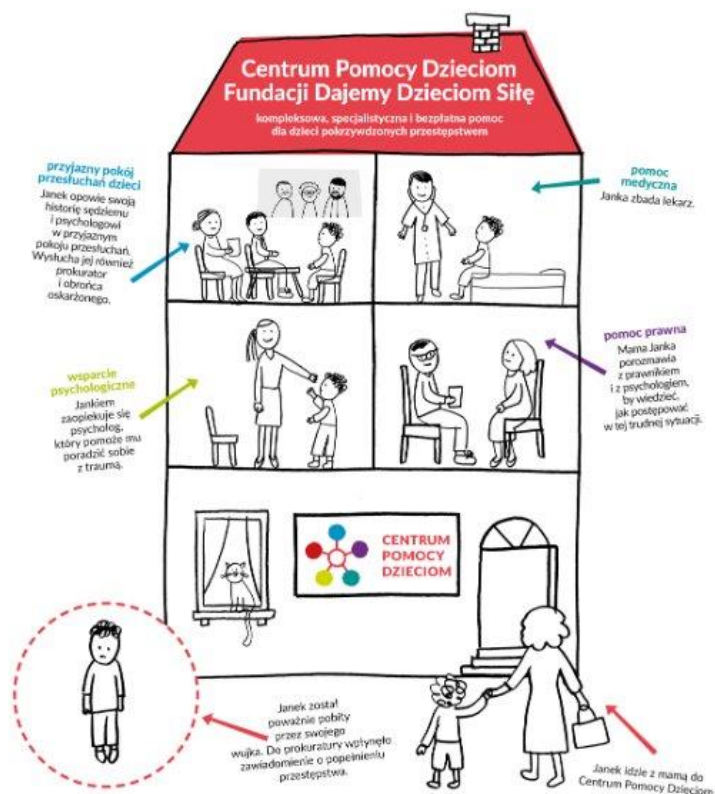 Centrum Pomocy Dzieciom
Fundacji Dajemy Dzieciom Siłę
kompleksowa, specjalistyczna i bezpłatna pomoc
dla dzieci pokrzywdzonych przestępstwem
przyjazny pokój
przesłuchań dzieci
Janek opowie swoją
historię sędziemu
i psychologowi
w przyjaznym
pokoju przesłuchań.
Wysłucha jej również
prokurator
i obrońca
oskarżonego.
pomoc
medyczna
Janka zbada lekarz.
wsparcie
psychologiczne
Jankiem
zaopiekuje się
psycholog,
który pomoże mu
poradzić sobie
z traumą.
pomoc prawna
Mama Janka
porozmawia
z prawnikiem
i z psychologiem,
by wiedzieć,
jak postępować
w tej trudnej sytuacji.
CENTRUM
POMOCY
DZIECIOM
Janek został
poważnie pobity
przez swojego
wujka. Do prokuratury wpłynęło
zawiadomienie o popełnieniu
przestępstwa.
Janek idzie z mamą do
Centrum Pomocy Dzieciom